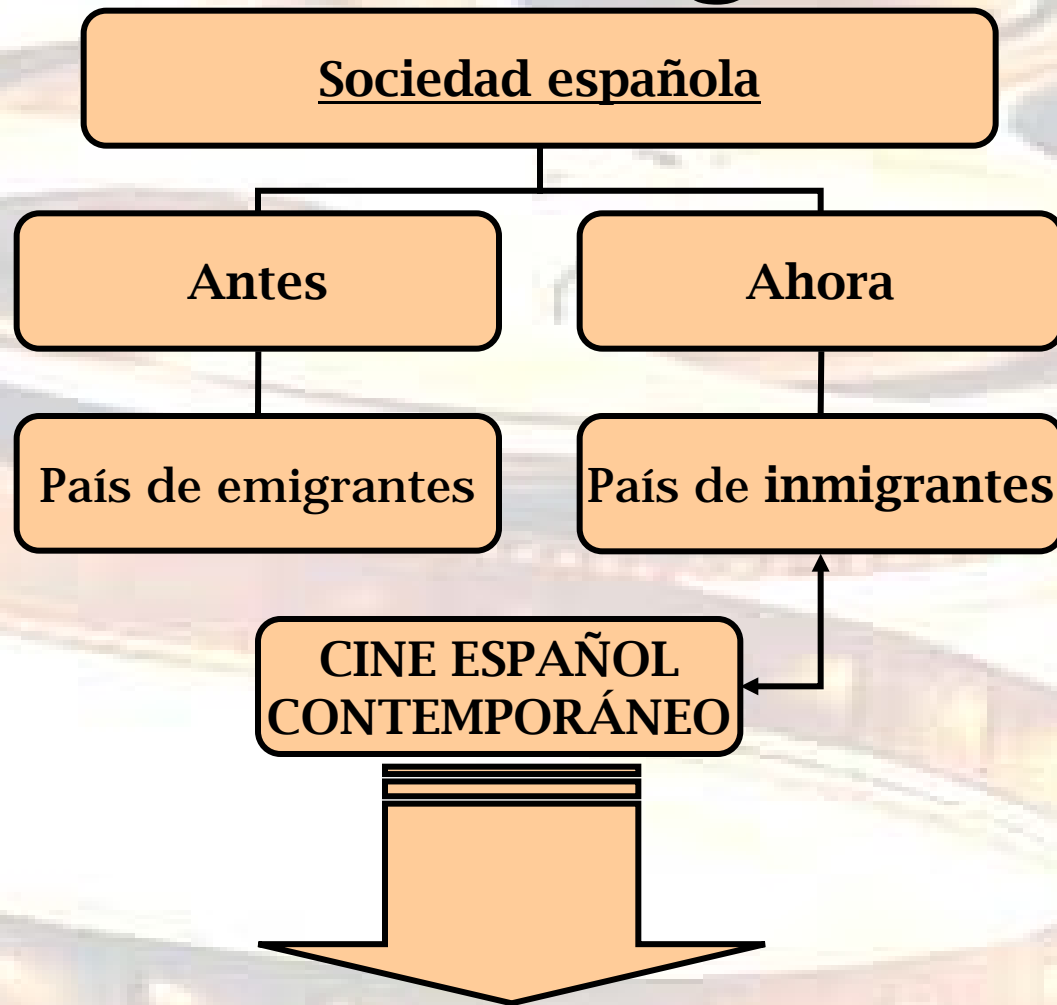 Sociedad española
Antes
Ahora
País de emigrantes
País de inmigrantes
CINE ESPAÑOL
CONTEMPORÁNEO